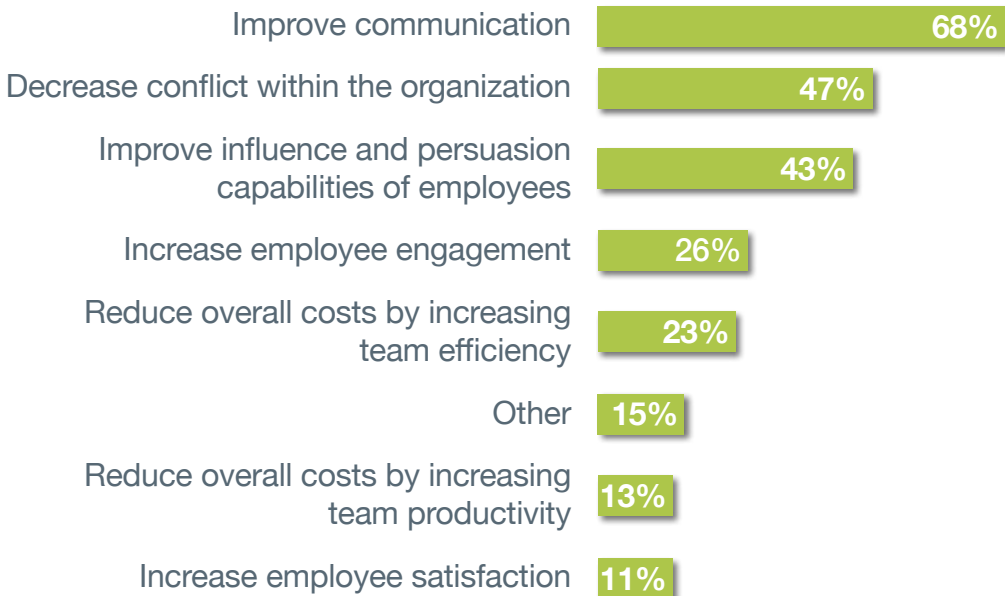 Improve communication 68%
Decrease conflict within the organization 47%
Improve influence and persuasion
capabilities of employees 43%
Increase employee engagement 26%
Reduce overall costs by increasing
team efficiency 23%
Other 15%
Reduce overall costs by increasing
team productivity 13%
Increase employee satisfaction 11%